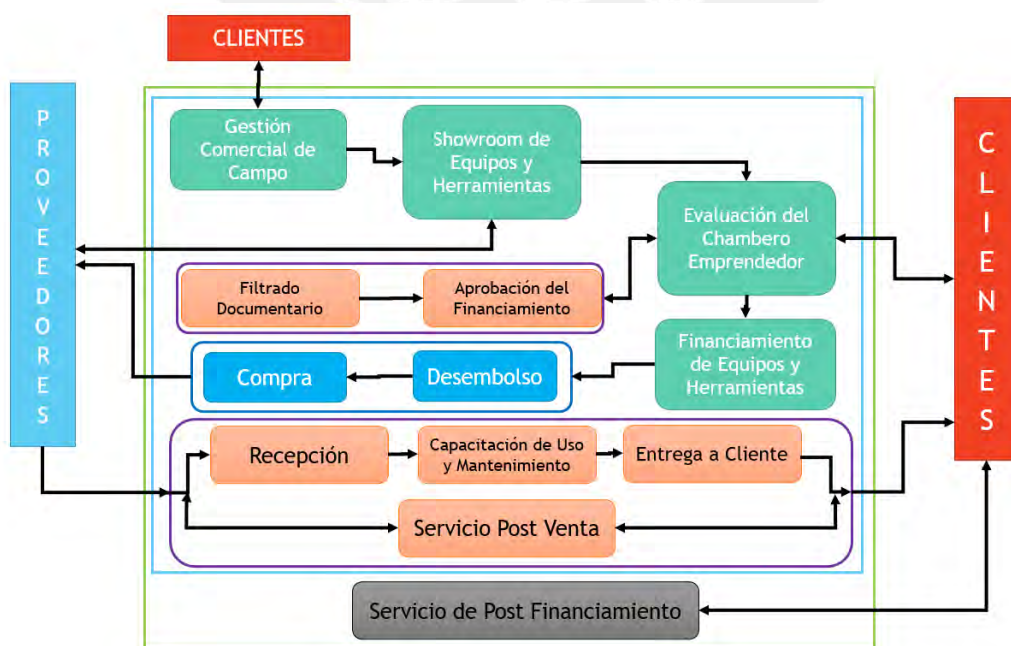 CLIENTES
PROVEEDORES
Gestión
Comercial de
Campo
Showroom de
Equipos y
Herramientas
CLIENTES
Evaluación del
Chambero
Emprendedor
Filtrado
Documentario
Aprobación del
Financiamiento
Financiamiento
de Equipos y
Herramientas
Compra
Desembolso
Recepción
Capacitación de Uso
y Mantenimiento
Entrega a Cliente
Servicio Post Venta
Servicio de Post Financiamiento